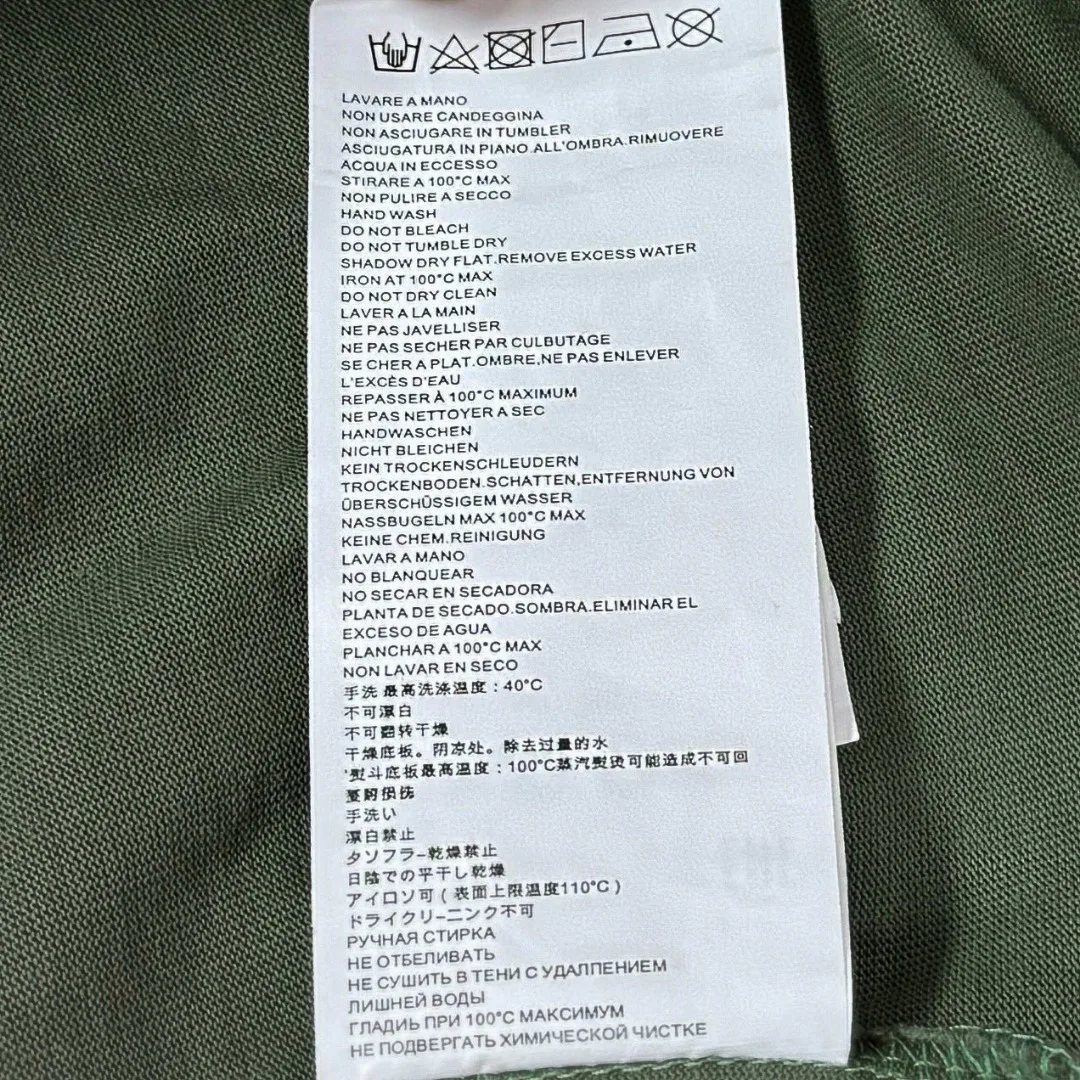 LAVARE A MANO
NON USARE CANDEGGINA
NON ASCIUGARE IN TUMBLER
ASCIUGATURA IN PIANO.ALL'OMBRA.RIMUOVERE
ACQUA IN ECCESSO
STIRARE A 100°C MAX
NON PULIRE A SECCO
HAND WASH
DO NOT BLEACH
DO NOT TUMBLE DRY
SHADOW DRY FLAT.REMOVE EXCESS WATER
IRON AT 100°C MAX
DO NOT DRY CLEAN
LAVER A LA MAIN
NE PAS JAVELLISER
NE PAS SECHER PAR CULBUTAGE
SE CHER A PLAT.OMBRE,NE PAS ENLEVER
L'EXCÈS D'EAU
REPASSER À 100°C MAXIMUM
NE PAS NETTOYER A SEC
HANDWASCHEN
NICHT BLEICHEN
KEIN TROCKENSCHLEUDERN
TROCKENBODEN.SCHATTEN,ENTFERNUNG VON
ÜBERSCHÜSSIGEM WASSER
NASSBUGELN MAX 100°C MAX
KEINE CHEM.REINIGUNG
LAVAR A MANO
NO BLANQUEAR
NO SECAR EN SECADORA
PLANTA DE SECADO.SOMBRA.ELIMINAR EL
EXCESO DE AGUA
PLANCHAR A 100°C MAX
NON LAVAR EN SECO
手洗 最高洗涤温度：40°C
不可漂白
不可翻转干燥
干燥底板。阴凉处。除去过量的水
'熨斗底板最高温度：100°C蒸汽熨烫可能造成不可回
手洗い
漂白禁止
タソフラ-乾燥禁止
日陰での平干し乾燥
アイロソ可（表面上限温度110°C）
ドライクリ-ニンク不可
РУЧНАЯ СТИРКА
НЕ ОТБЕЛИВАТЬ
НЕ СУШИТЬ В ТЕНИ С УДАЛПЕНИЕМ
ЛИШНЕЙ ВОДЫ
ГЛАДИЬ ПРИ 100°C МАКСИМУМ
НЕ ПОДВЕРГАТЬ ХИМИЧЕСКОЙ ЧИСТКЕ